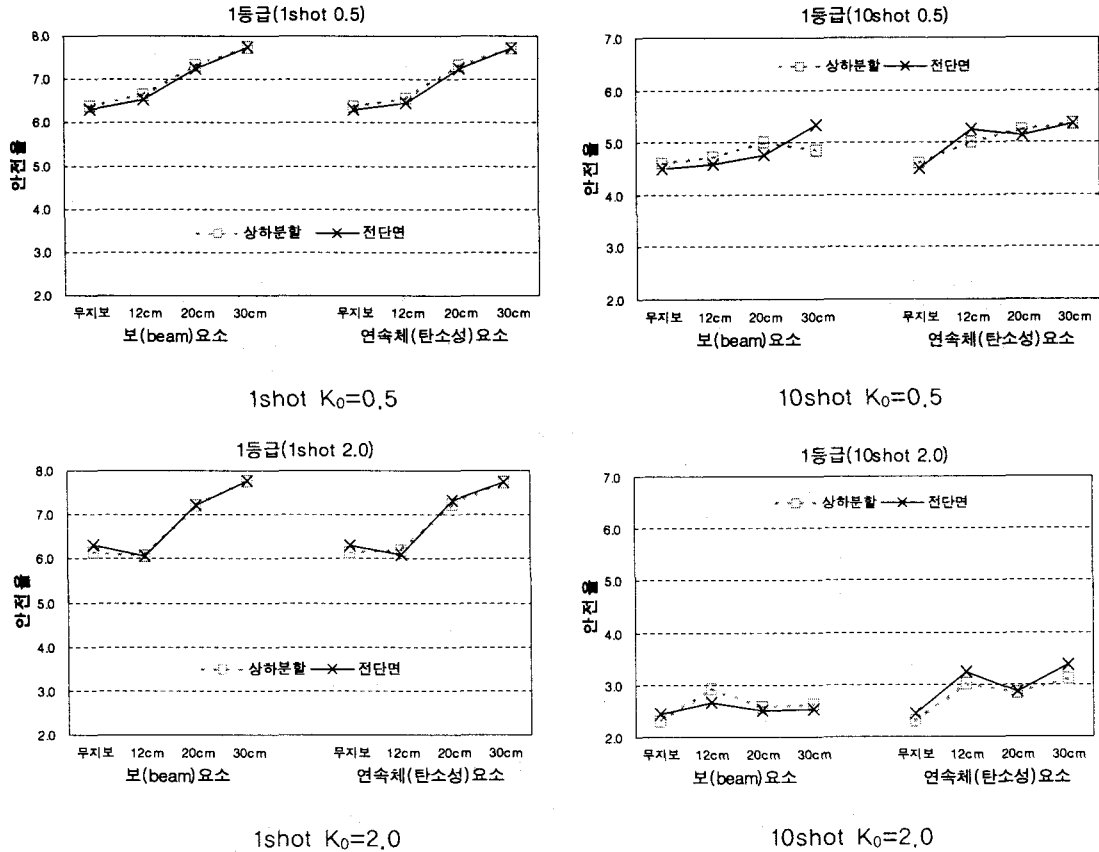 1등급(1shot 0.5)
8.0
7.0
6.0
5.0
4.0
3.0
2.0
안전율
상하분할 전단면
무지보 12cm 20cm 30cm 무지보 12cm 20cm 30cm
보(beam)요소 연속체(탄소성)요소
1shot K₀=0.5
1등급(10shot 0.5)
7.0
6.0
5.0
4.0
3.0
2.0
안전율
상하분할 전단면
무지보 12cm 20cm 30cm 무지보 12cm 20cm 30cm
보(beam)요소 연속체(탄소성)요소
10shot K₀=0.5
1등급(1shot 2.0)
8.0
7.0
6.0
5.0
4.0
3.0
2.0
안전율
상하분할 전단면
무지보 12cm 20cm 30cm 무지보 12cm 20cm 30cm
보(beam)요소 연속체(탄소성)요소
1shot K₀=2.0
1등급(10shot 2.0)
7.0
6.0
5.0
4.0
3.0
2.0
안전율
상하분할 전단면
무지보 12cm 20cm 30cm 무지보 12cm 20cm 30cm
보(beam)요소 연속체(탄소성)요소
10shot K₀=2.0